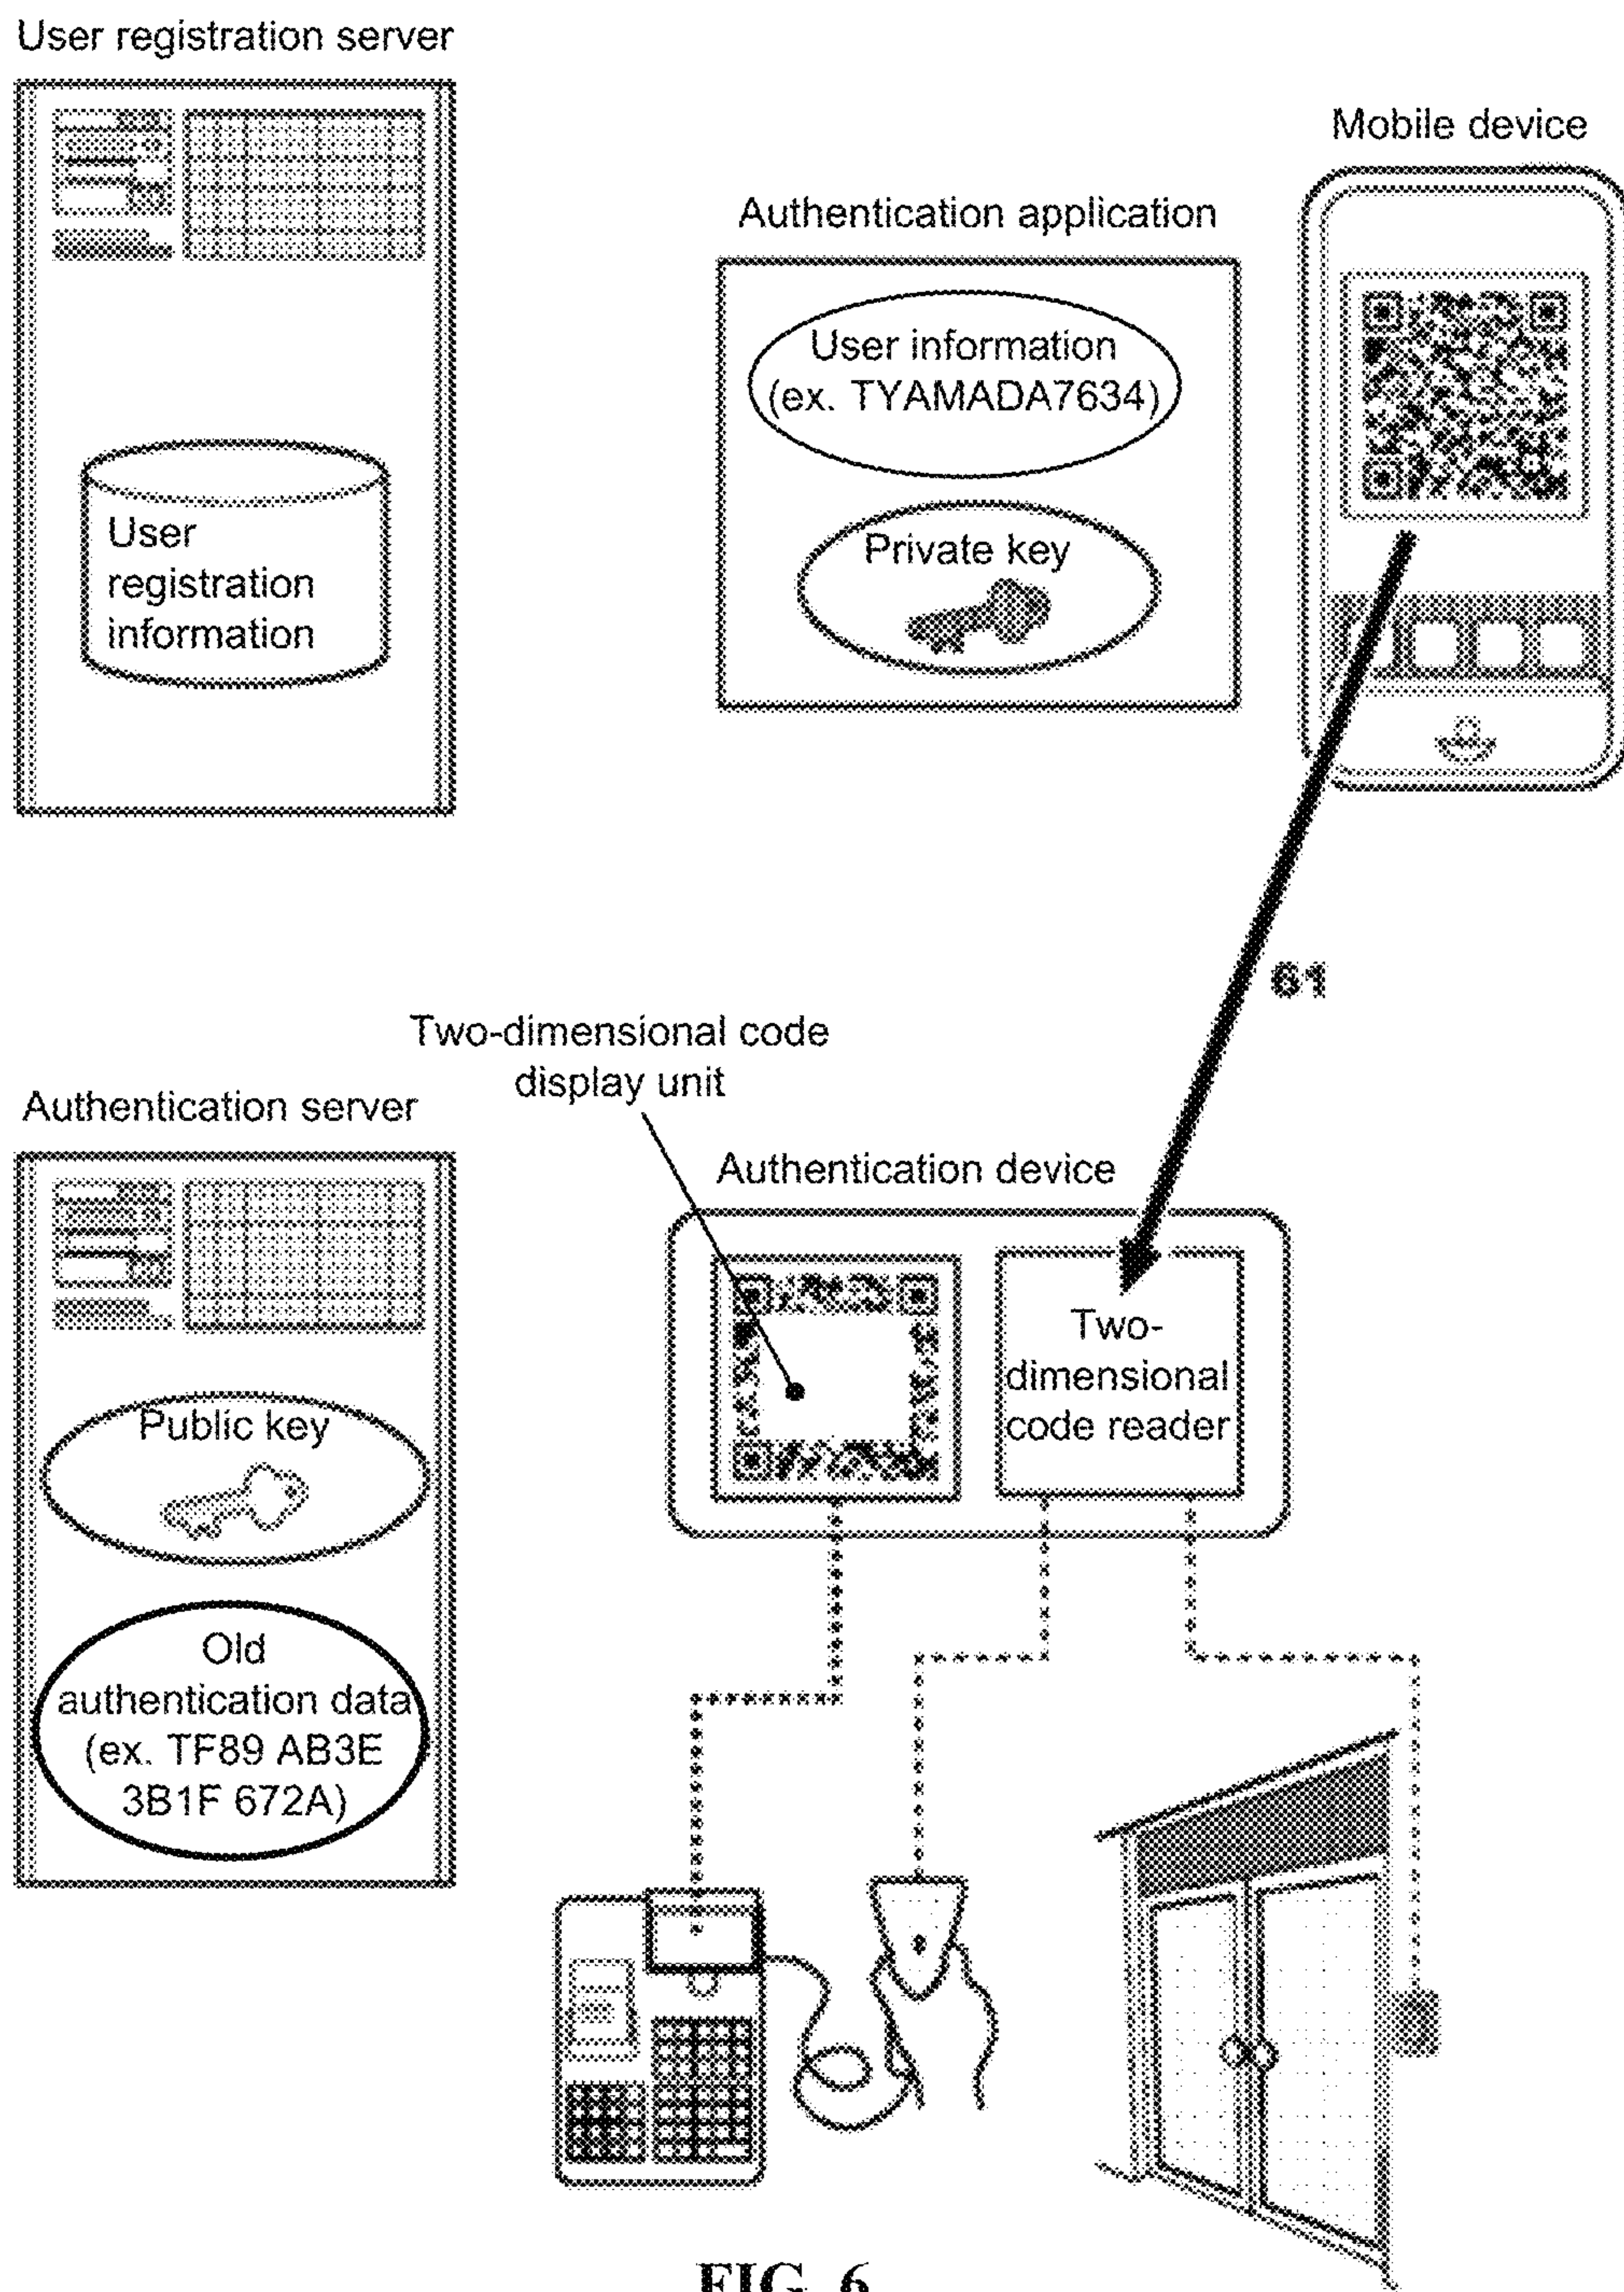 User registration server
Mobile device
Authentication application
User information
(ex. TYAMADA7634)
Private key
User
registration
information
61
Two-dimensional code
display unit
Authentication server
Authentication device
Two-
dimensional
code reader
Public key
Old
authentication data
(ex. TF89 AB3E
3B1F 672A)
FIG. 6